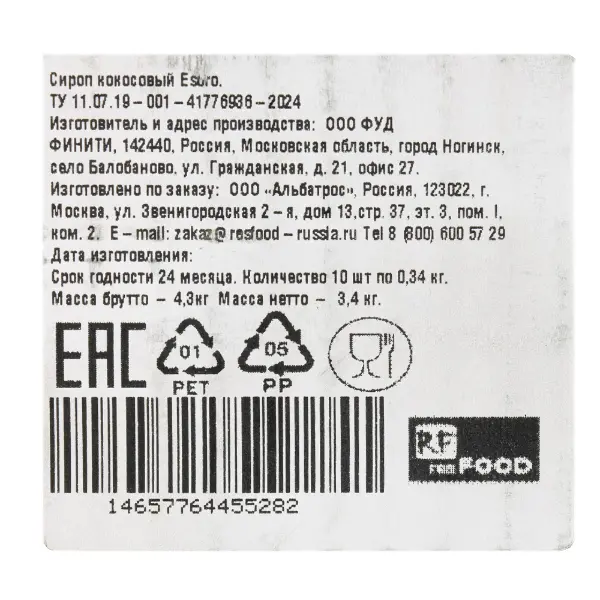 Сироп кокосовый Esoro.
ТУ 11.07.19-001-41776936-2024
Изготовитель и адрес производства: ООО ФУД
ФИНИТИ, 142440, Россия, Московская область, город Ногинск,
село Балобаново, ул. Гражданская, д. 21, офис 27.
Изготовлено по заказу: ООО «Альбатрос», Россия, 123022, г.
Москва, ул. Звенигородская 2-я, дом 13,стр. 37, эт. 3, пом. I,
ком. 2. E-mail: zakaz@resfood-russia.ru Tel 8 (800) 600 57 29
Дата изготовления:
Срок годности 24 месяца. Количество 10 шт по 0,34 кг.
Масса брутто - 4,3кг Масса нетто - 3,4 кг.
EAC 01 05
PET PP
RF
FOOD
14657764455282